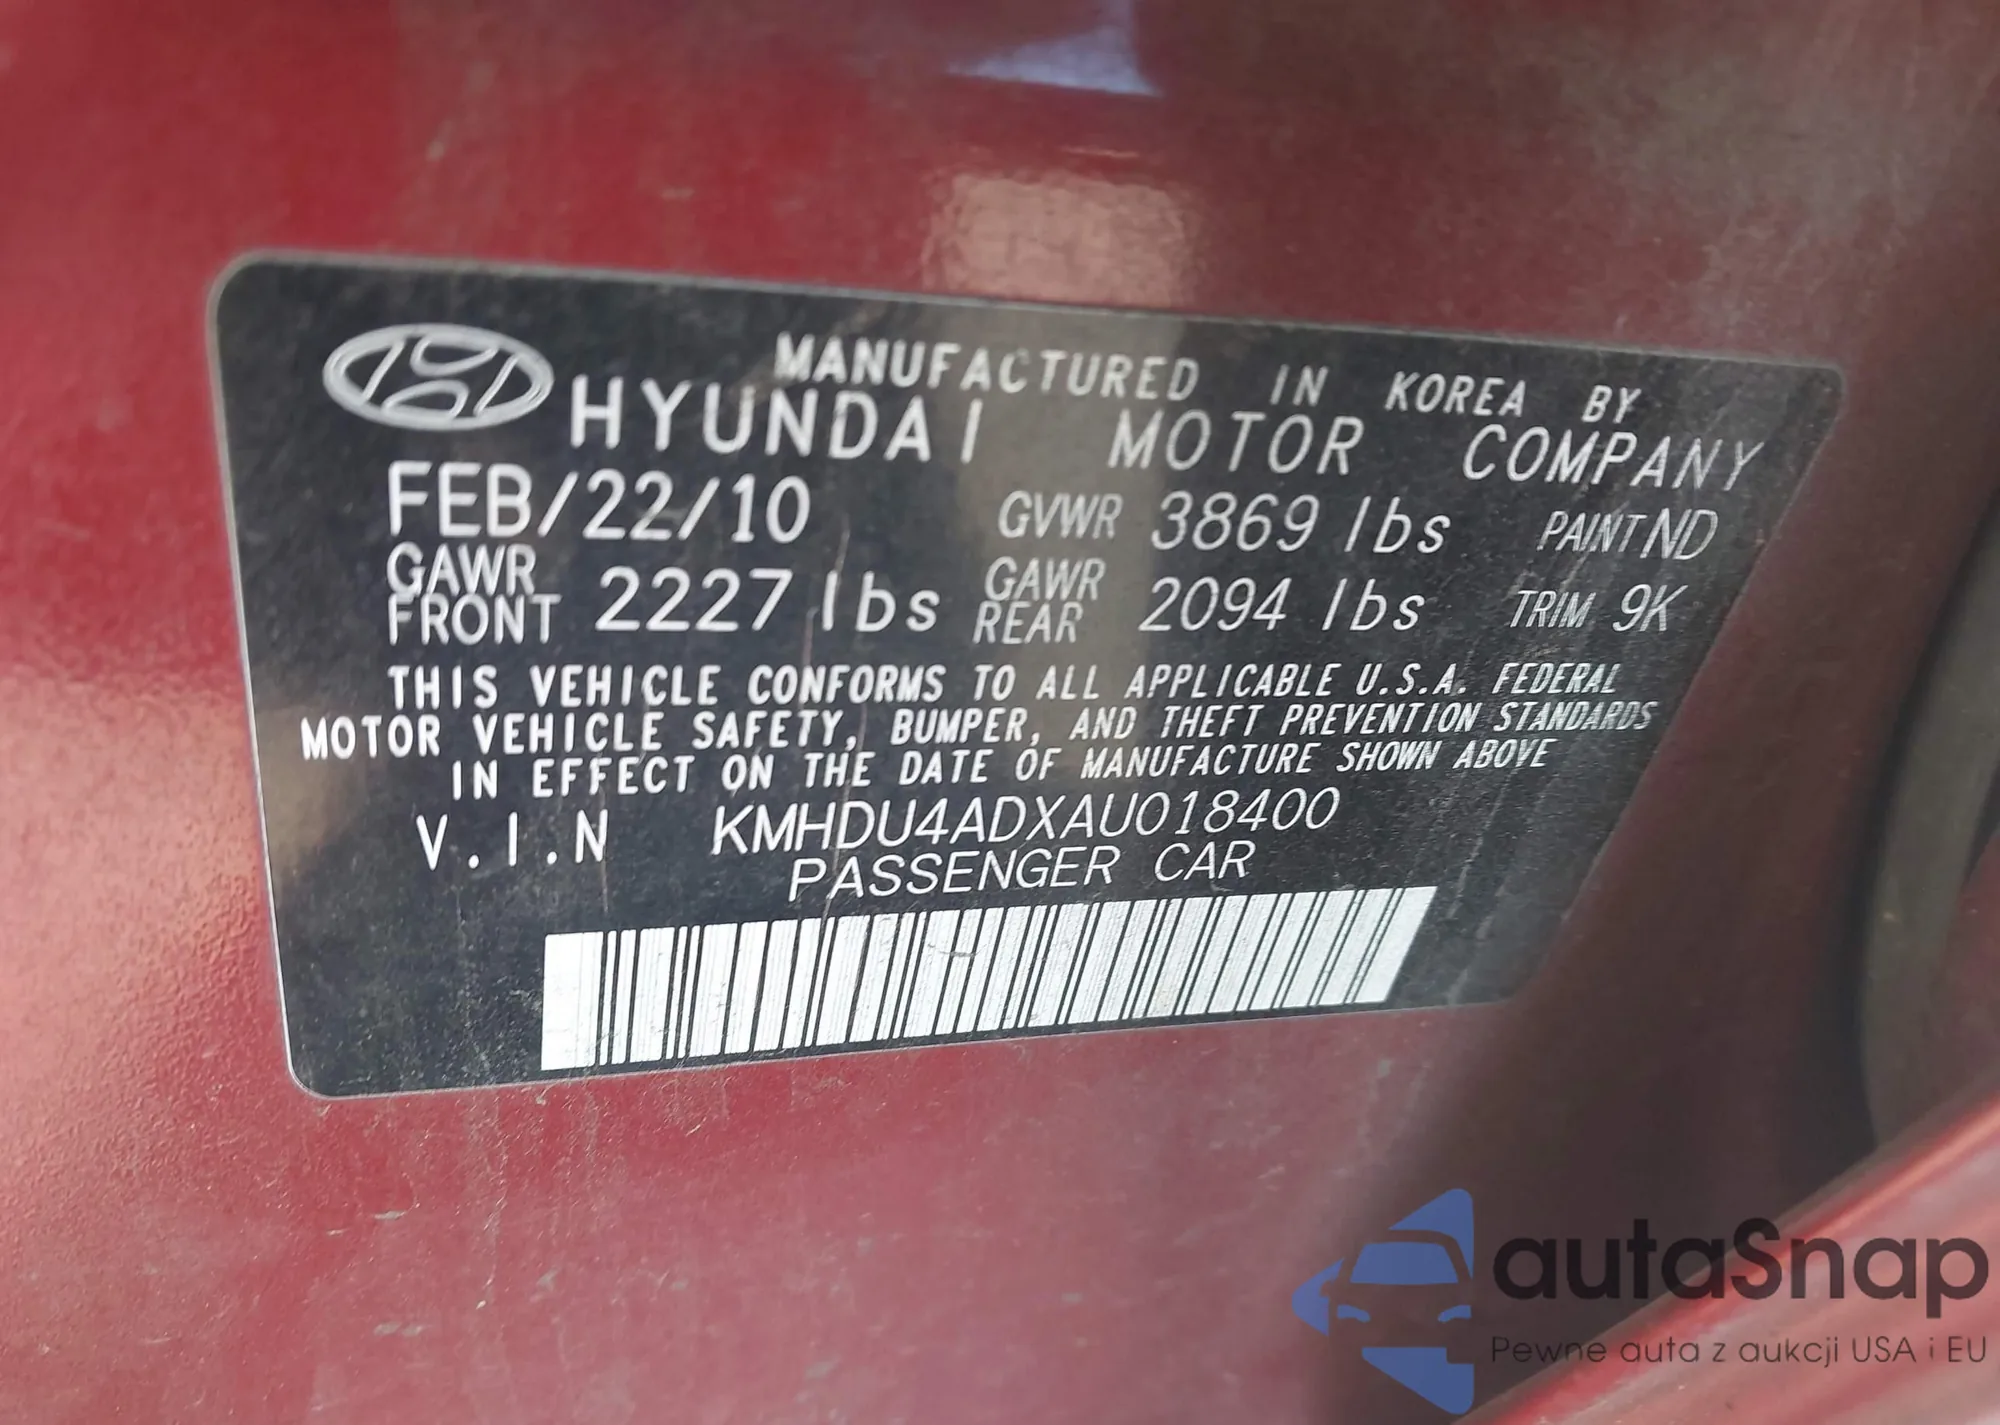 MANUFACTURED IN KOREA BY
HYUNDAI MOTOR COMPANY
FEB/22/10 GVWR 3869 lbs PAINT ND
GAWR FRONT 2227 lbs GAWR REAR 2094 lbs TRIM 9K
THIS VEHICLE CONFORMS TO ALL APPLICABLE U.S.A. FEDERAL
MOTOR VEHICLE SAFETY, BUMPER, AND THEFT PREVENTION STANDARDS
IN EFFECT ON THE DATE OF MANUFACTURE SHOWN ABOVE
V.I.N KMHDU4ADXAU018400
PASSENGER CAR
autaSnap
Pewne auta z aukcji USA i EU